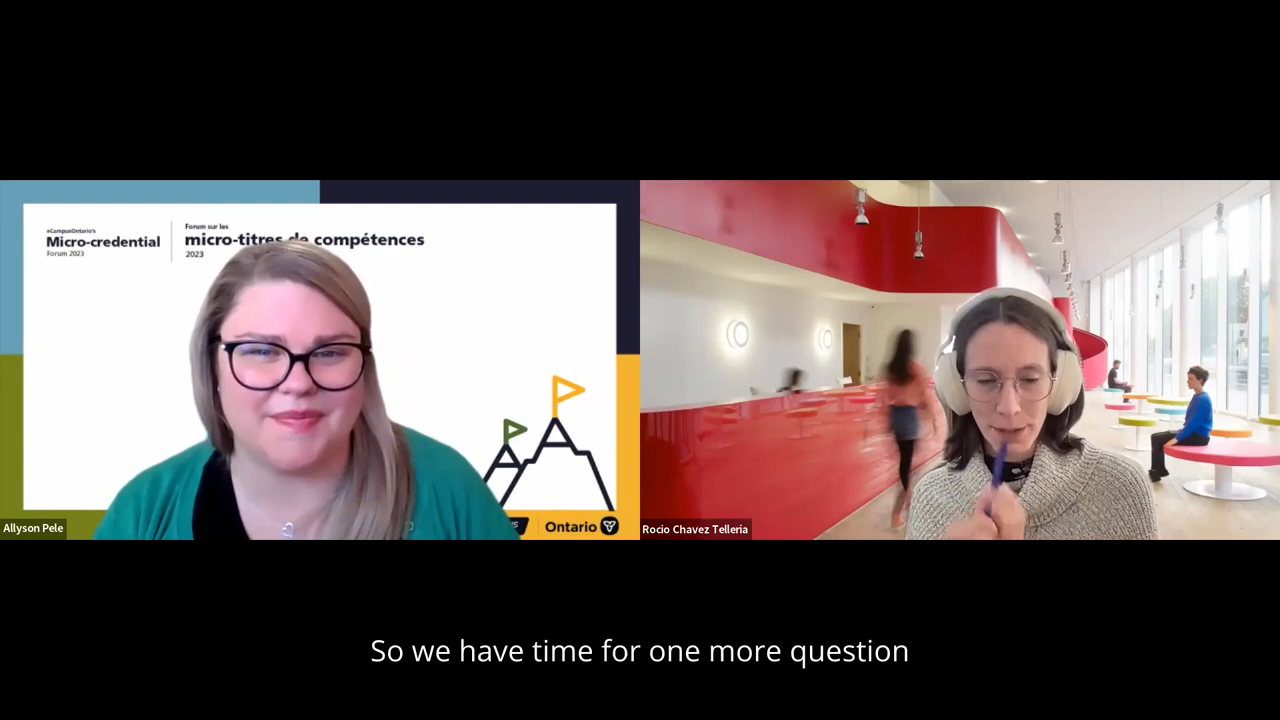 eCampusOntario's
Micro-credential
Forum 2023
Forum sur les
micro-titres de compétences
2023
Ontario
Allyson Pele
Rocio Chavez Telleria
So we have time for one more question